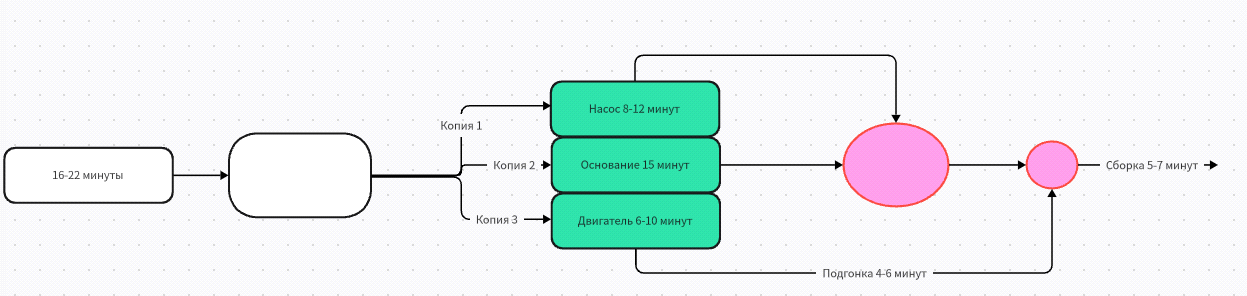 16-22 минуты
Копия 1
Копия 2
Копия 3
Насос 8-12 минут
Основание 15 минут
Двигатель 6-10 минут
Сборка 5-7 минут
Подгонка 4-6 минут